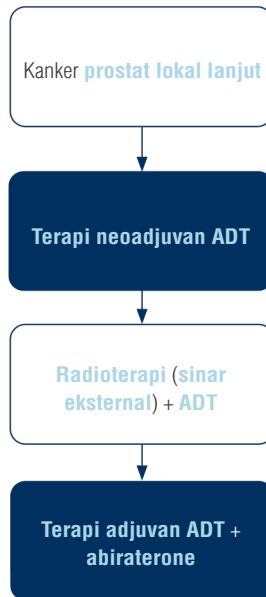 Kanker prostat lokal lanjut
Terapi neoadjuvan ADT
Radioterapi (sinar
eksternal) + ADT
Terapi adjuvan ADT +
abiraterone